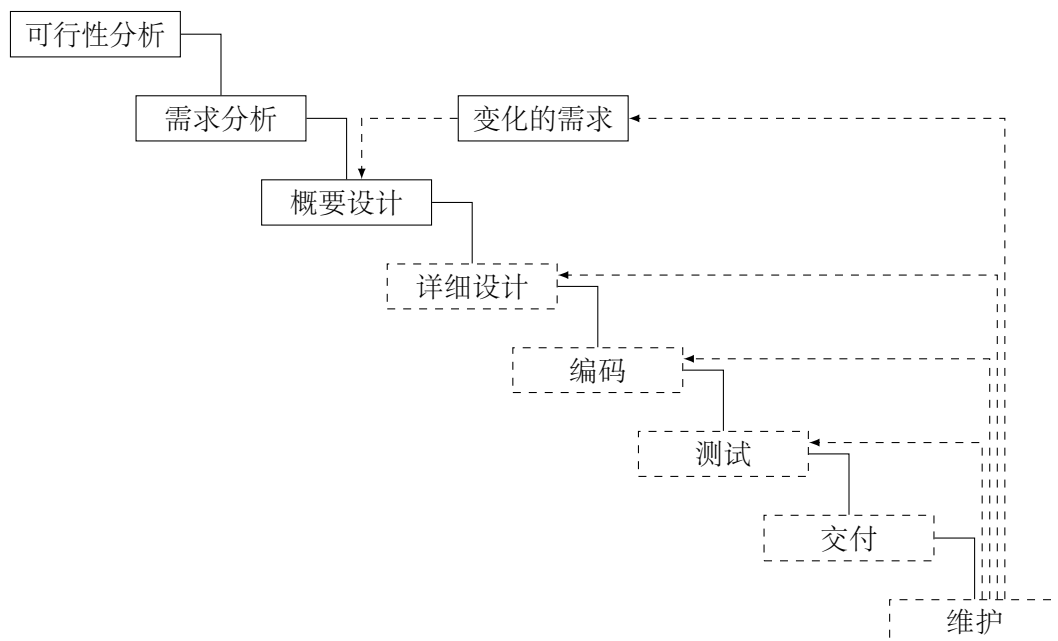 可行性分析
需求分析
变化的需求
概要设计
详细设计
编码
测试
交付
维护